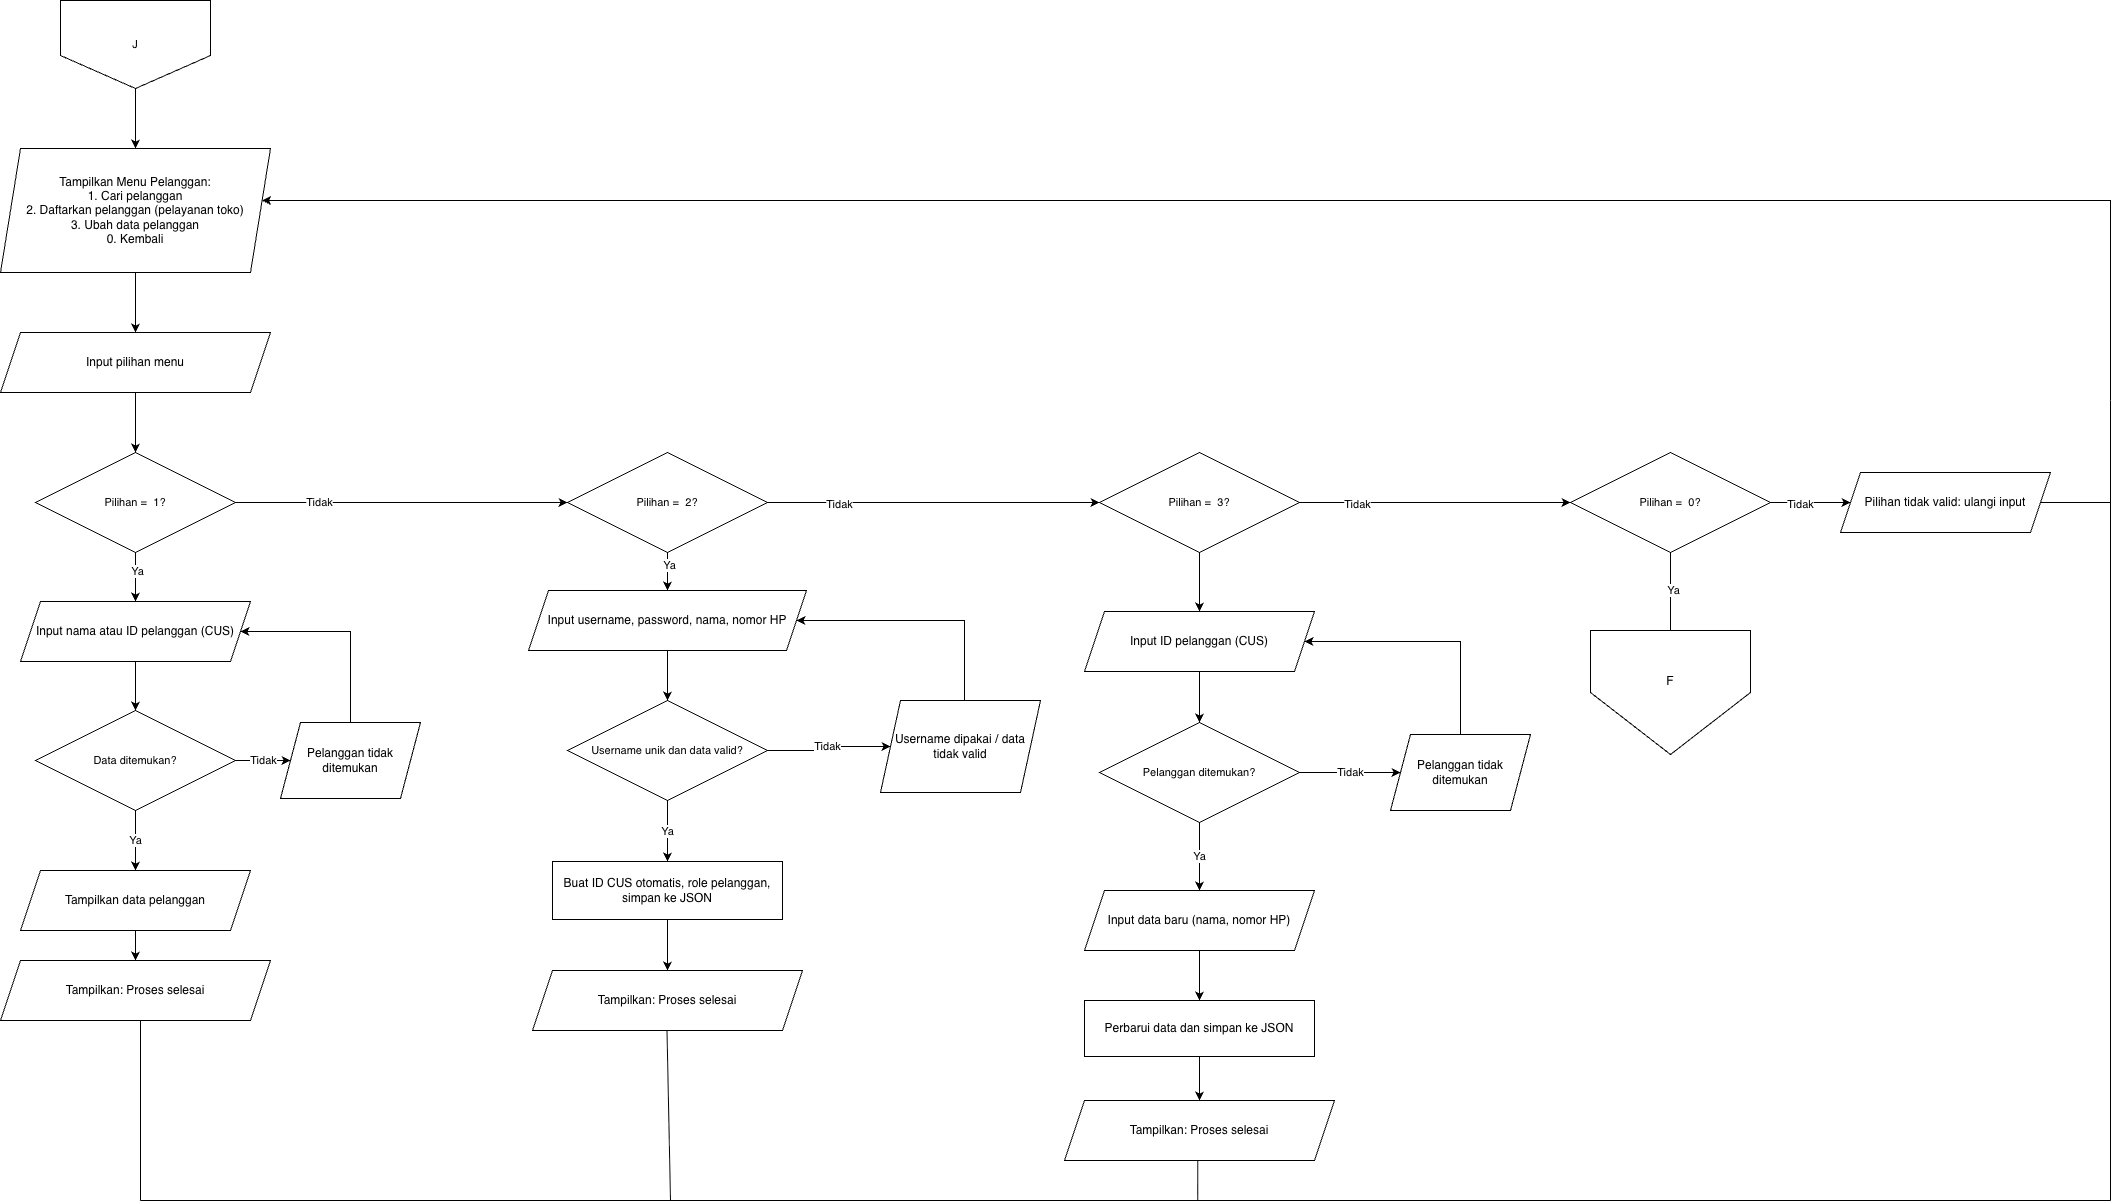 J
Tampilkan Menu Pelanggan:
1. Cari pelanggan
2. Daftarkan pelanggan (pelayanan toko)
3. Ubah data pelanggan
0. Kembali
Input pilihan menu
Pilihan =  1?
Tidak
Pilihan =  2?
Tidak
Pilihan =  3?
Tidak
Pilihan =  0?
Tidak
Pilihan tidak valid: ulangi input
Ya
Ya
Ya
Input nama atau ID pelanggan (CUS)
Input username, password, nama, nomor HP
Input ID pelanggan (CUS)
F
Data ditemukan?
Tidak
Pelanggan tidak
ditemukan
Username unik dan data valid?
Tidak
Username dipakai / data
tidak valid
Pelanggan ditemukan?
Tidak
Pelanggan tidak
ditemukan
Ya
Ya
Ya
Tampilkan data pelanggan
Buat ID CUS otomatis, role pelanggan,
simpan ke JSON
Input data baru (nama, nomor HP)
Tampilkan: Proses selesai
Tampilkan: Proses selesai
Perbarui data dan simpan ke JSON
Tampilkan: Proses selesai